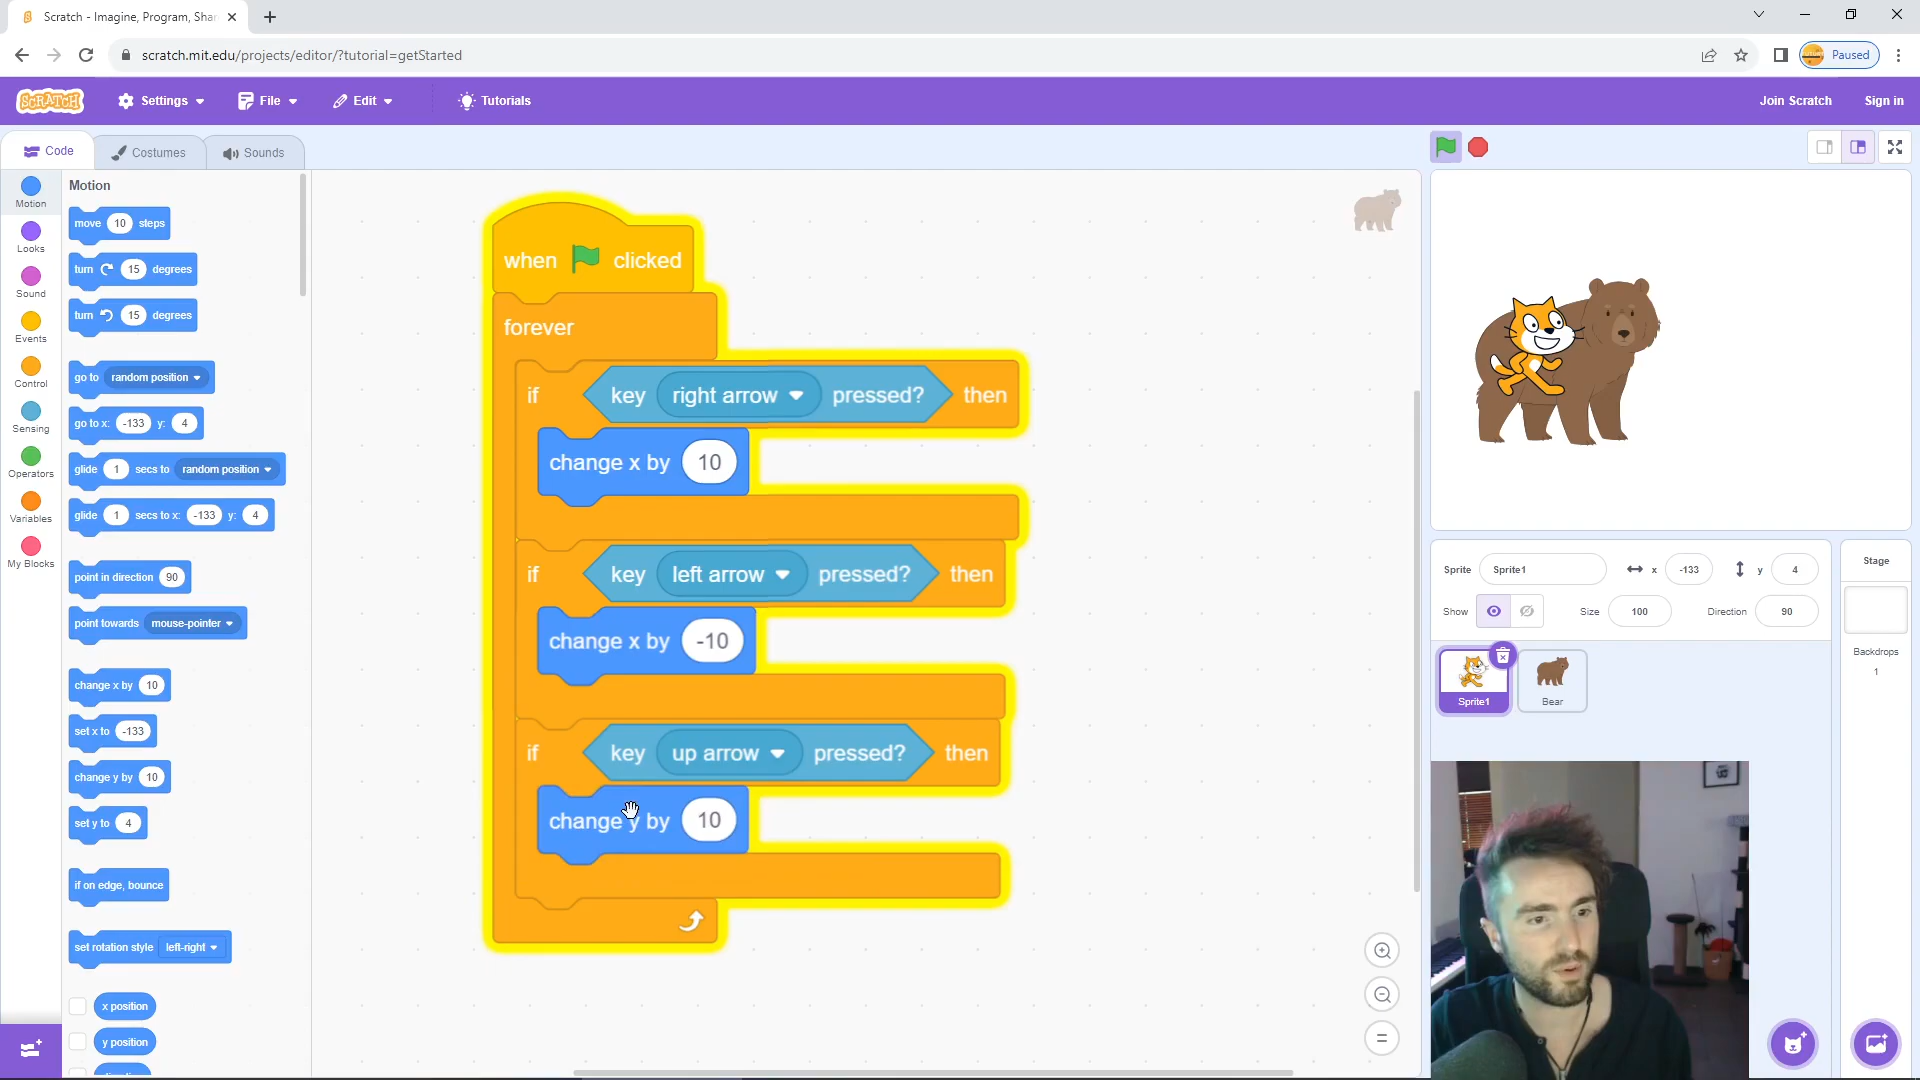 Scratch - Imagine, Program, Shar
scratch.mit.edu/projects/editor/?tutorial=getStarted
Paused
SCRATCH
Settings
File
Edit
Tutorials
Join Scratch
Sign in
Code
Costumes
Sounds
Motion
Looks
Sound
Events
Control
Sensing
Operators
Variables
My Blocks
Motion
move 10 steps
turn 15 degrees
turn 15 degrees
go to random position
go to x: -133 y: 4
glide 1 secs to random position
glide 1 secs to x: -133 y: 4
point in direction 90
point towards mouse-pointer
change x by 10
set x to -133
change y by 10
set y to 4
if on edge, bounce
set rotation style left-right
x position
y position
when clicked
forever
if key right arrow pressed? then
change x by 10
if key left arrow pressed? then
change x by -10
if key up arrow pressed? then
change y by 10
Sprite Sprite1 x -133 y 4
Show Size 100 Direction 90
Sprite1
Bear
Stage
Backdrops
1